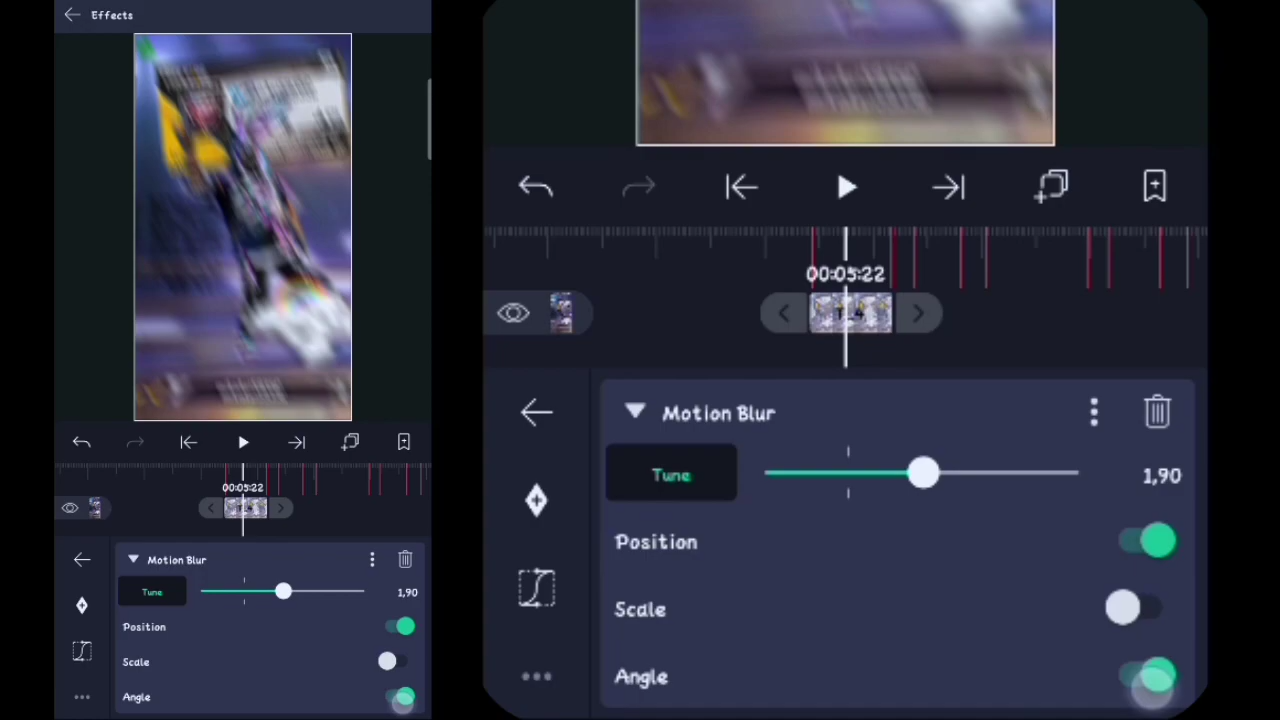 Effects
00:05:22
Motion Blur
Tune
1,90
Position
Scale
Angle
00:05:22
Motion Blur
Tune
1,90
Position
Scale
Angle